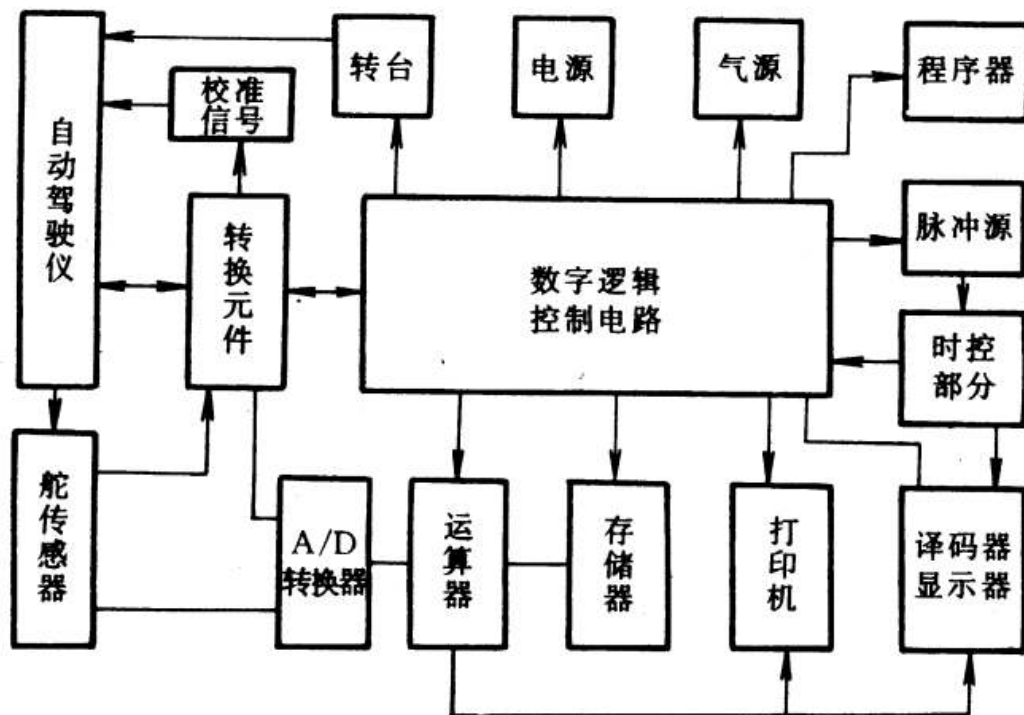 转台
电源
气源
程序器
校准
信号
自动驾驶仪
转换元件
数字逻辑
控制电路
脉冲源
时控
部分
舵传感器
A/D
转换器
运算器
存储器
打印机
译码器
显示器